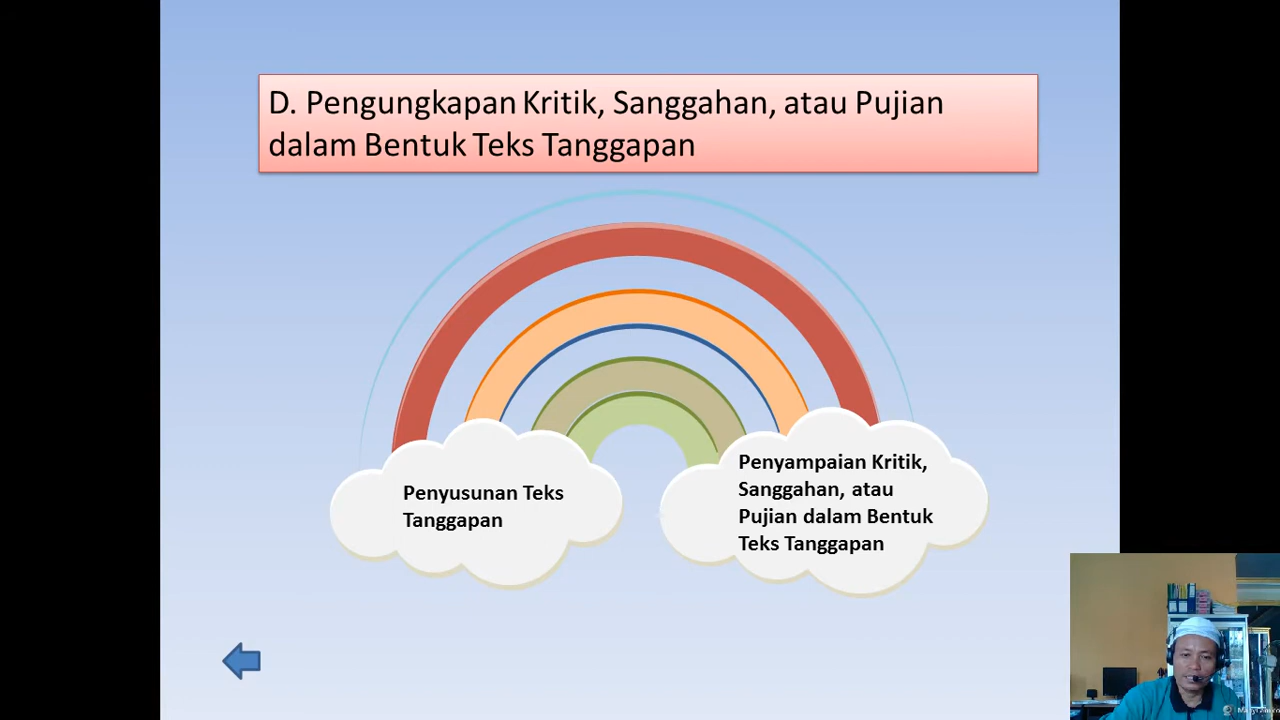 D. Pengungkapan Kritik, Sanggahan, atau Pujian
dalam Bentuk Teks Tanggapan
Penyusunan Teks
Tanggapan
Penyampaian Kritik,
Sanggahan, atau
Pujian dalam Bentuk
Teks Tanggapan